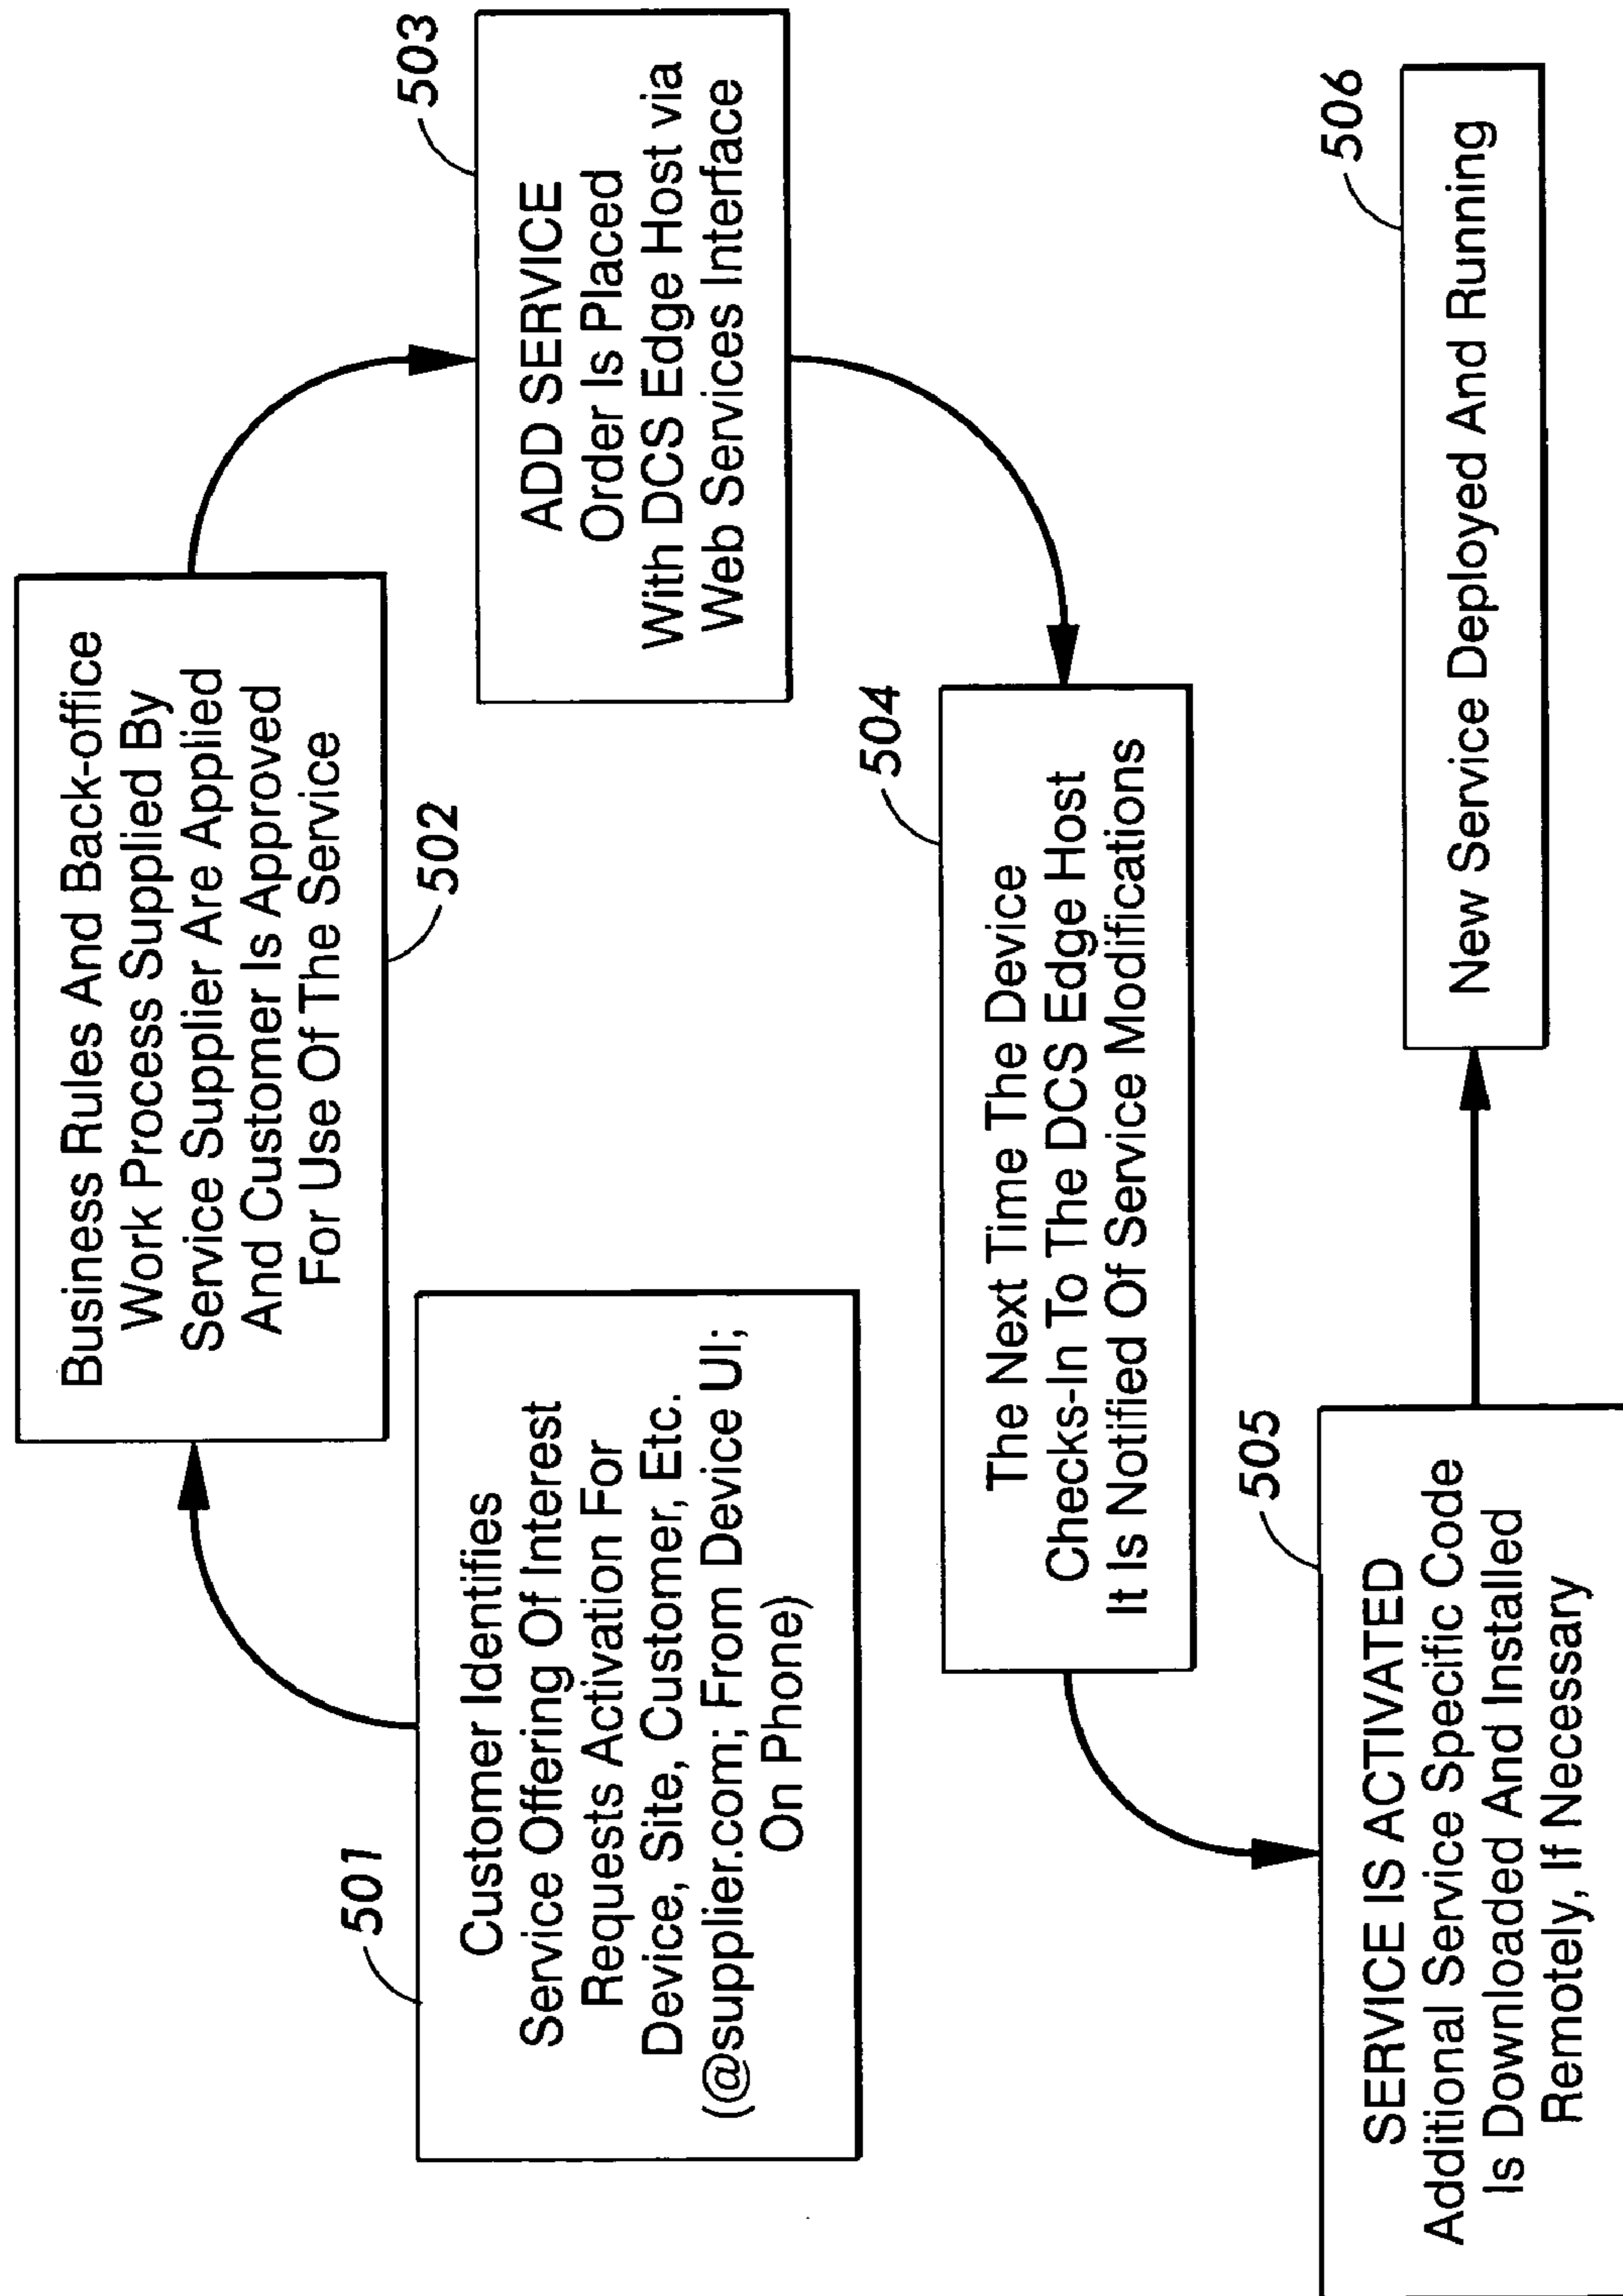 501
Customer Identifies
Service Offering Of Interest
Requests Activation For
Device, Site, Customer, Etc.
(@supplier.com; From Device UI;
On Phone)
Business Rules And Back-office
Work Process Supplied By
Service Supplier Are Applied
And Customer Is Approved
For Use Of The Service
502
503
ADD SERVICE
Order Is Placed
With DCS Edge Host via
Web Services Interface
504
The Next Time The Device
Checks-In To The DCS Edge Host
It Is Notified Of Service Modifications
505
SERVICE IS ACTIVATED
Additional Service Specific Code
Is Downloaded And Installed
Remotely, If Necessary
506
New Service Deployed And Running